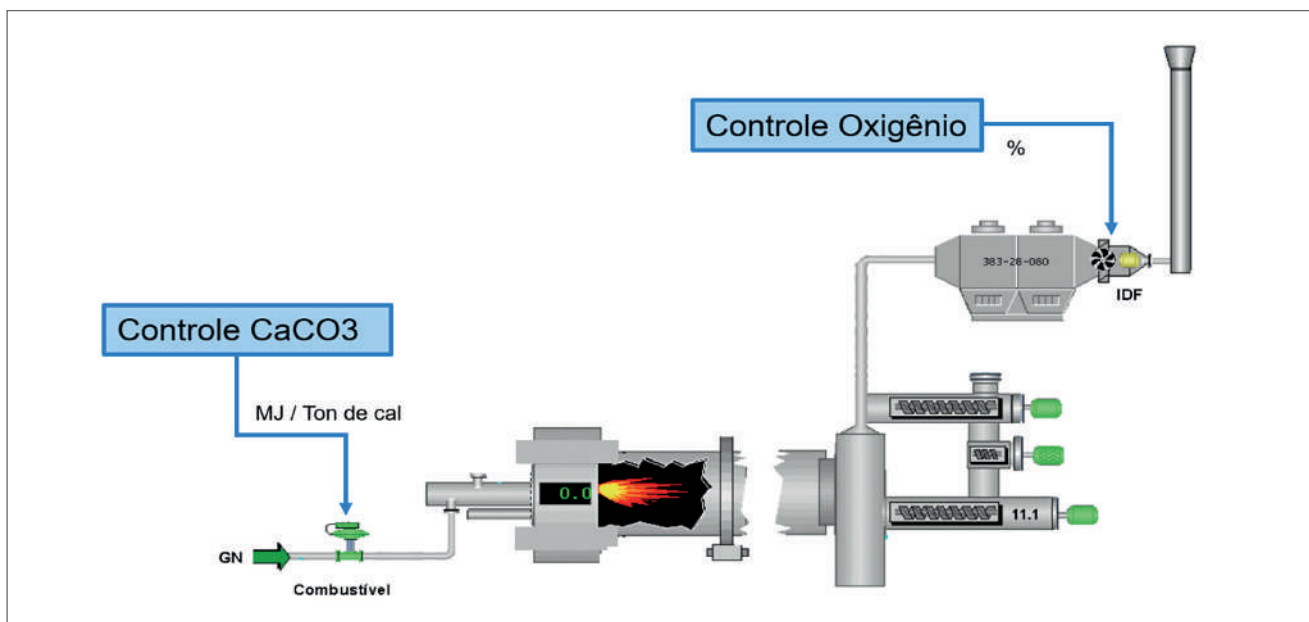 Controle Oxigênio
%
383-28-080
IDF
Controle CaCO3
MJ / Ton de cal
0.0
11.1
GN
Combustível